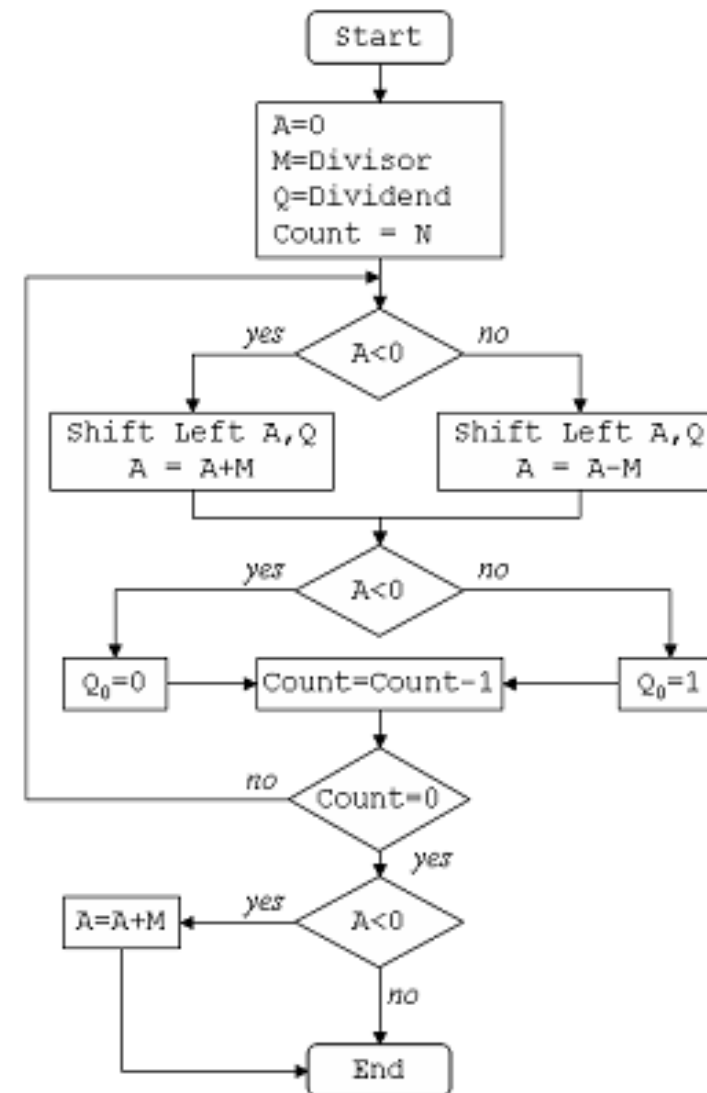 Start
A=0
M=Divisor
Q=Dividend
Count = N
yes
A<0
no
Shift Left A,Q
A = A+M
Shift Left A,Q
A = A-M
yes
A<0
no
Q₀=0
Count=Count-1
Q₀=1
no
Count=0
yes
A=A+M
yes
A<0
no
End